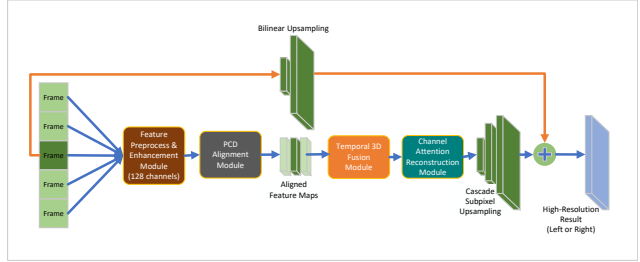 Bilinear Upsampling
Frame
Frame
Frame
Frame
Frame
Feature
Preprocess &
Enhancement
Module
(128 channels)
PCD
Alignment
Module
Aligned
Feature Maps
Temporal 3D
Fusion
Module
Channel
Attention
Reconstruction
Module
Cascade
Subpixel
Upsampling
High-Resolution
Result
(Left or Right)